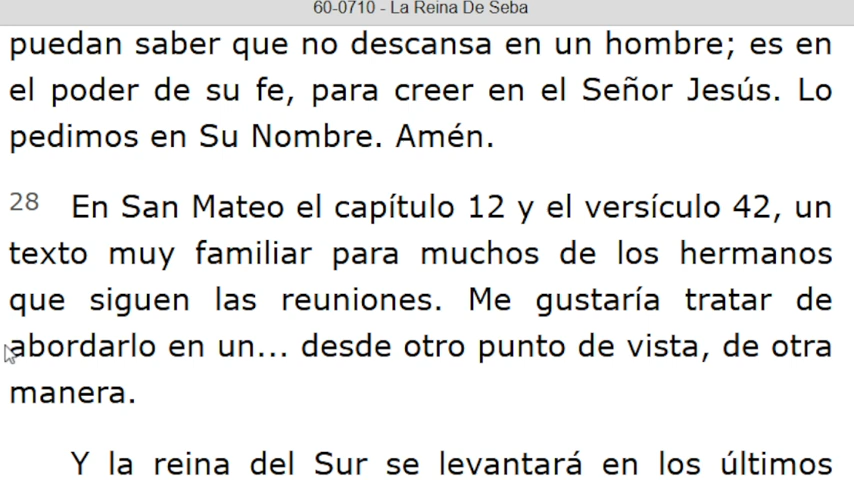 60-0710 - La Reina De Seba
puedan saber que no descansa en un hombre; es en
el poder de su fe, para creer en el Señor Jesús. Lo
pedimos en Su Nombre. Amén.
28 En San Mateo el capítulo 12 y el versículo 42, un
texto muy familiar para muchos de los hermanos
que siguen las reuniones. Me gustaría tratar de
abordarlo en un... desde otro punto de vista, de otra
manera.
Y la reina del Sur se levantará en los últimos